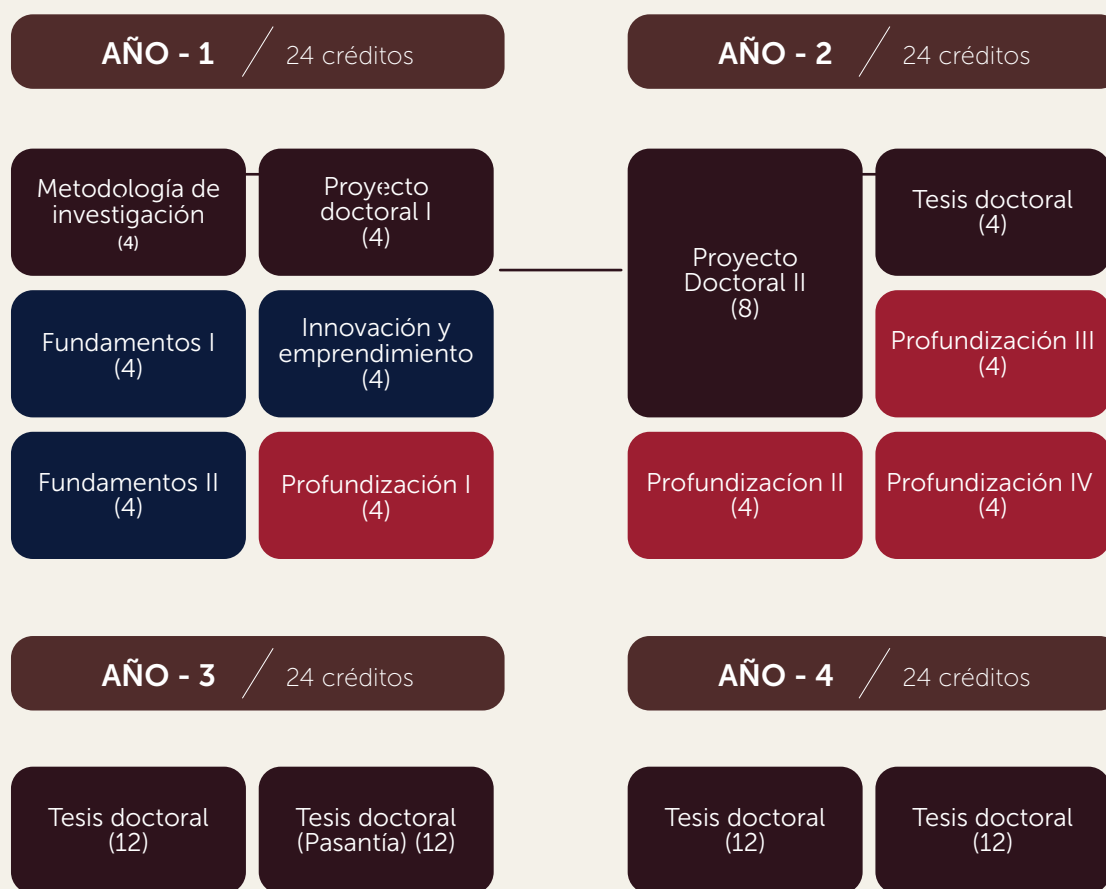 AÑO - 1 / 24 créditos
AÑO - 2 / 24 créditos
Metodología de
investigación
(4)
Proyecto
doctoral I
(4)
Proyecto
Doctoral II
(8)
Tesis doctoral
(4)
Fundamentos I
(4)
Innovación y
emprendimiento
(4)
Profundización III
(4)
Fundamentos II
(4)
Profundización I
(4)
Profundizacíon II
(4)
Profundización IV
(4)
AÑO - 3 / 24 créditos
AÑO - 4 / 24 créditos
Tesis doctoral
(12)
Tesis doctoral
(Pasantía) (12)
Tesis doctoral
(12)
Tesis doctoral
(12)